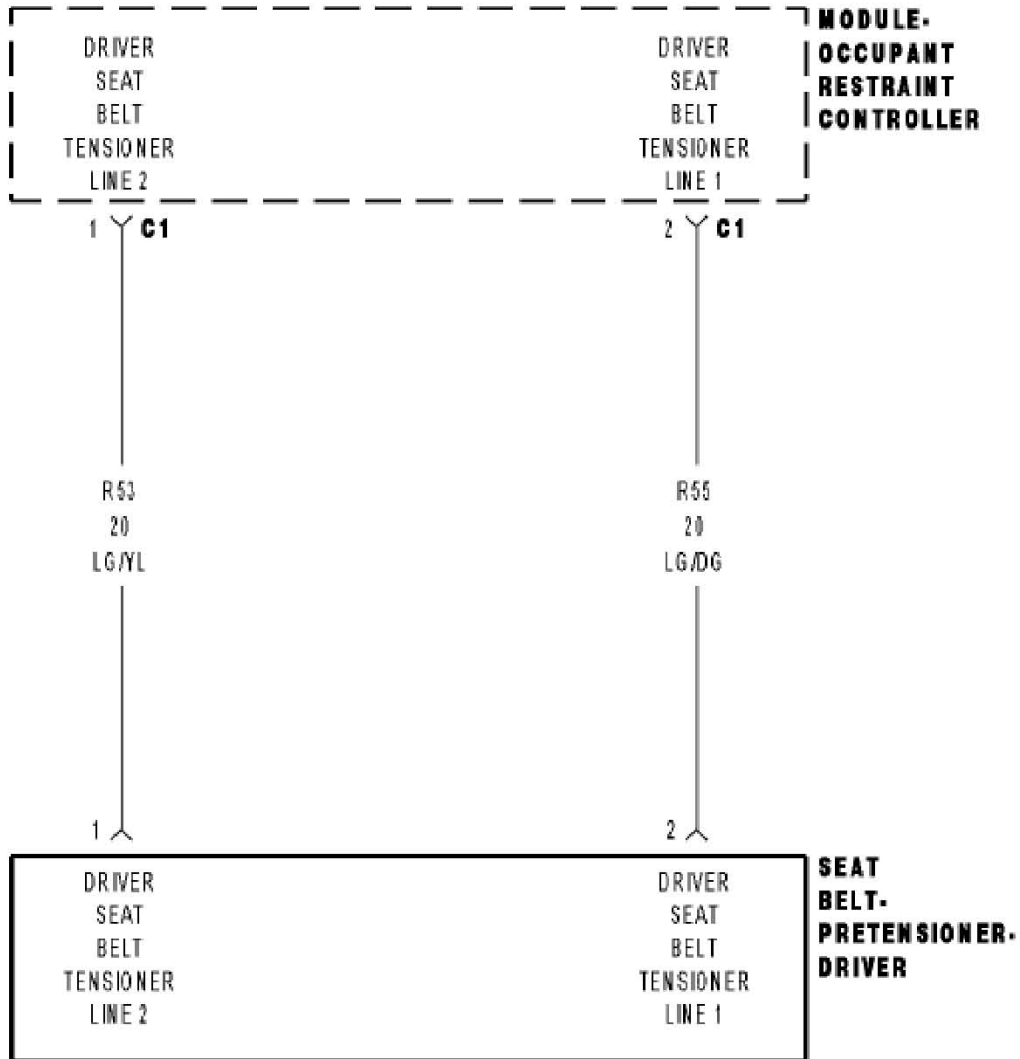 DRIVER
SEAT
BELT
TENSIONER
LINE 2
DRIVER
SEAT
BELT
TENSIONER
LINE 1
MODULE-
OCCUPANT
RESTRAINT
CONTROLLER
1 C1
2 C1
R53
20
LG/YL
R55
20
LG/DG
1
2
DRIVER
SEAT
BELT
TENSIONER
LINE 2
DRIVER
SEAT
BELT
TENSIONER
LINE 1
SEAT
BELT-
PRETENSIONER-
DRIVER